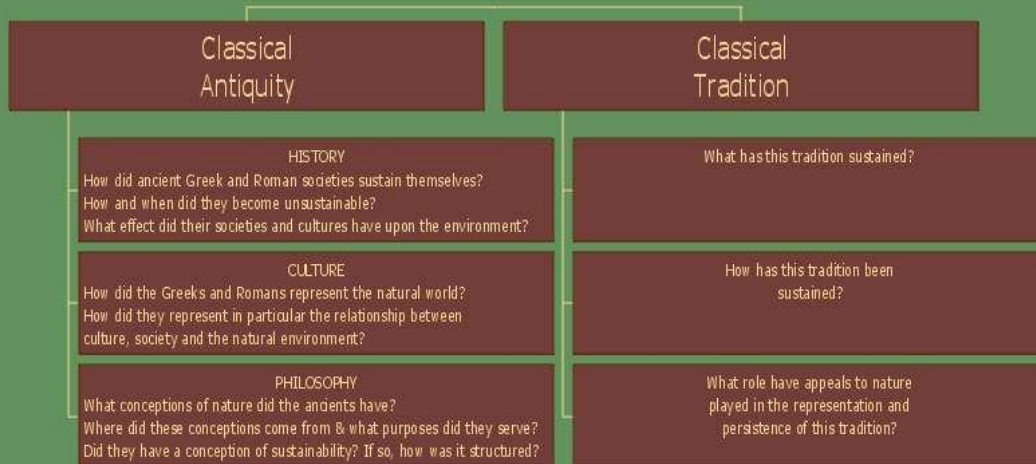 Classical
Antiquity
HISTORY
How did ancient Greek and Roman societies sustain themselves?
How and when did they become unsustainable?
What effect did their societies and cultures have upon the environment?
CULTURE
How did the Greeks and Romans represent the natural world?
How did they represent in particular the relationship between
culture, society and the natural environment?
PHILOSOPHY
What conceptions of nature did the ancients have?
Where did these conceptions come from & what purposes did they serve?
Did they have a conception of sustainability? If so, how was it structured?
Classical
Tradition
What has this tradition sustained?
How has this tradition been
sustained?
What role have appeals to nature
played in the representation and
persistence of this tradition?